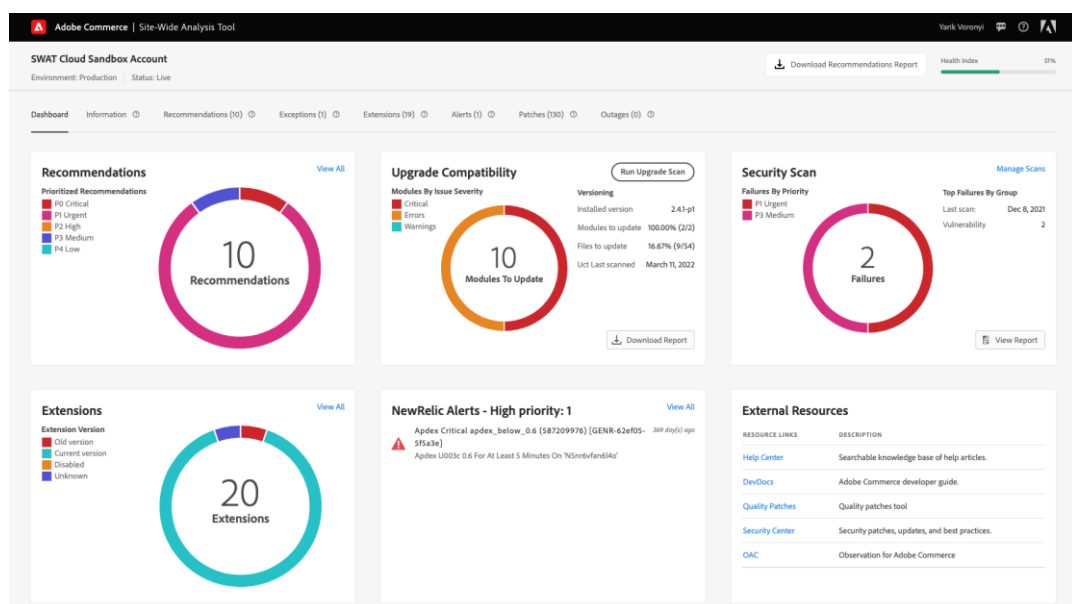 Adobe Commerce | Site-Wide Analysis Tool
Yarik Voronyi
SWAT Cloud Sandbox Account
Environment: Production Status: Live
Download Recommendations Report
Health Index 51%
Dashboard Information Recommendations (10) Exceptions (1) Extensions (19) Alerts (1) Patches (130) Outages (0)
Recommendations View All
Prioritized Recommendations
P0 Critical
P1 Urgent
P2 High
P3 Medium
P4 Low
10
Recommendations
Upgrade Compatibility Run Upgrade Scan
Modules By Issue Severity
Critical
Errors
Warnings
10
Modules To Update
Versioning
Installed version 2.4.1-p1
Modules to update 100.00% (2/2)
Files to update 16.67% (9/54)
Uct Last scanned March 11, 2022
Download Report
Security Scan Manage Scans
Failures By Priority
P1 Urgent
P3 Medium
2
Failures
Top Failures By Group
Last scan: Dec 8, 2021
Vulnerability 2
View Report
Extensions View All
Extension Version
Old version
Current version
Disabled
Unknown
20
Extensions
NewRelic Alerts - High priority: 1 View All
Apdex Critical apdex_below_0.6 (587209976) [GENR-62ef05- 369 day(s) ago
5f5a3e]
Apdex U003c 0.6 For At Least 5 Minutes On 'NSnr6vfan6l4o'
External Resources
RESOURCE LINKS DESCRIPTION
Help Center Searchable knowledge base of help articles.
DevDocs Adobe Commerce developer guide.
Quality Patches Quality patches tool
Security Center Security patches, updates, and best practices.
OAC Observation for Adobe Commerce